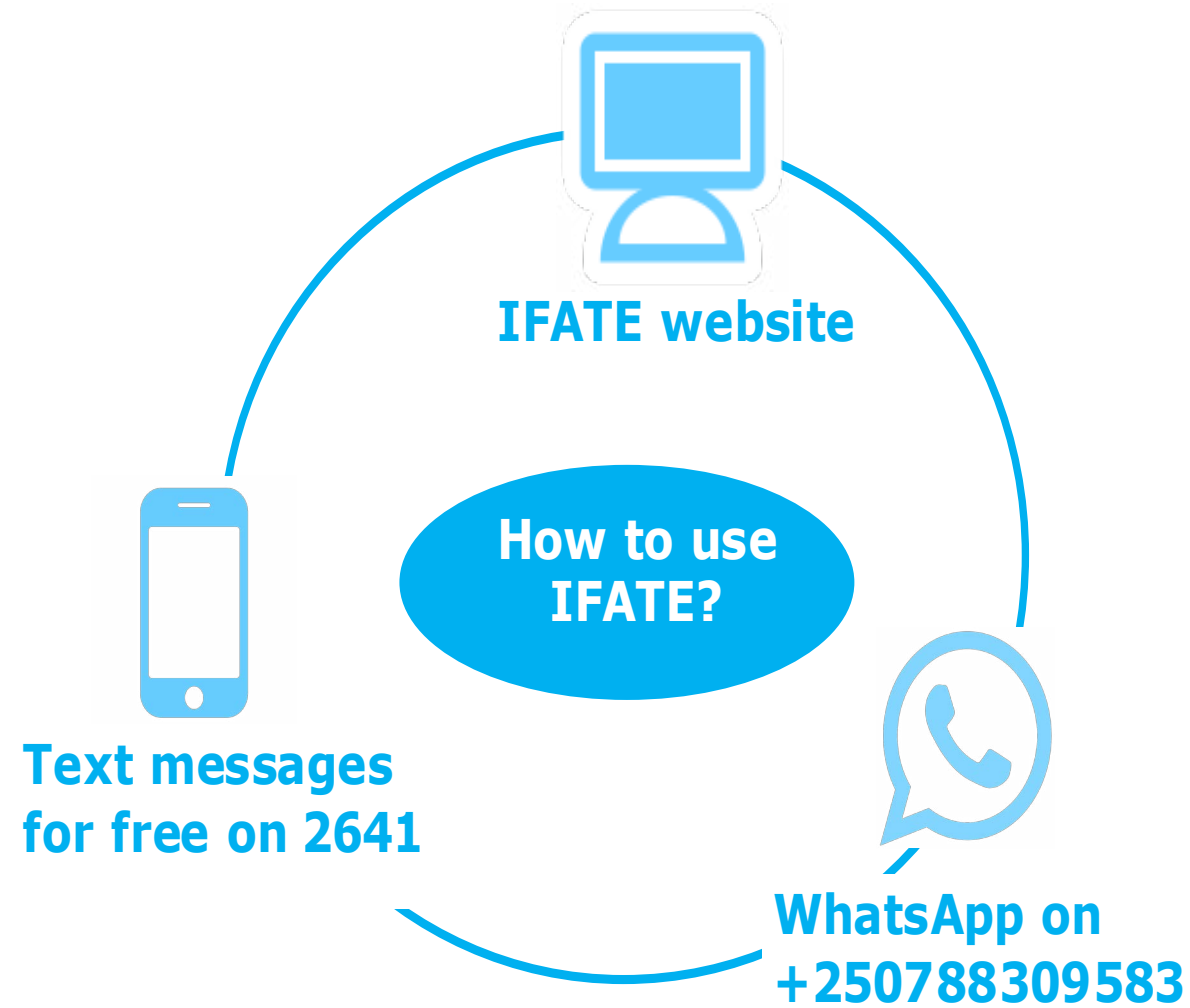 IFATE website
How to use
IFATE?
Text messages
for free on 2641
WhatsApp on
+250788309583